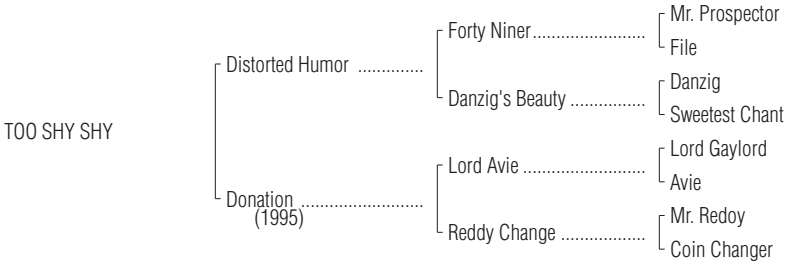 Mr. Prospector
Forty Niner.......................
File
Distorted Humor ..............
Danzig
Danzig's Beauty ................
Sweetest Chant
TOO SHY SHY
Lord Gaylord
Lord Avie .........................
Avie
Donation .........................
(1995)
Mr. Redoy
Reddy Change ..................
Coin Changer